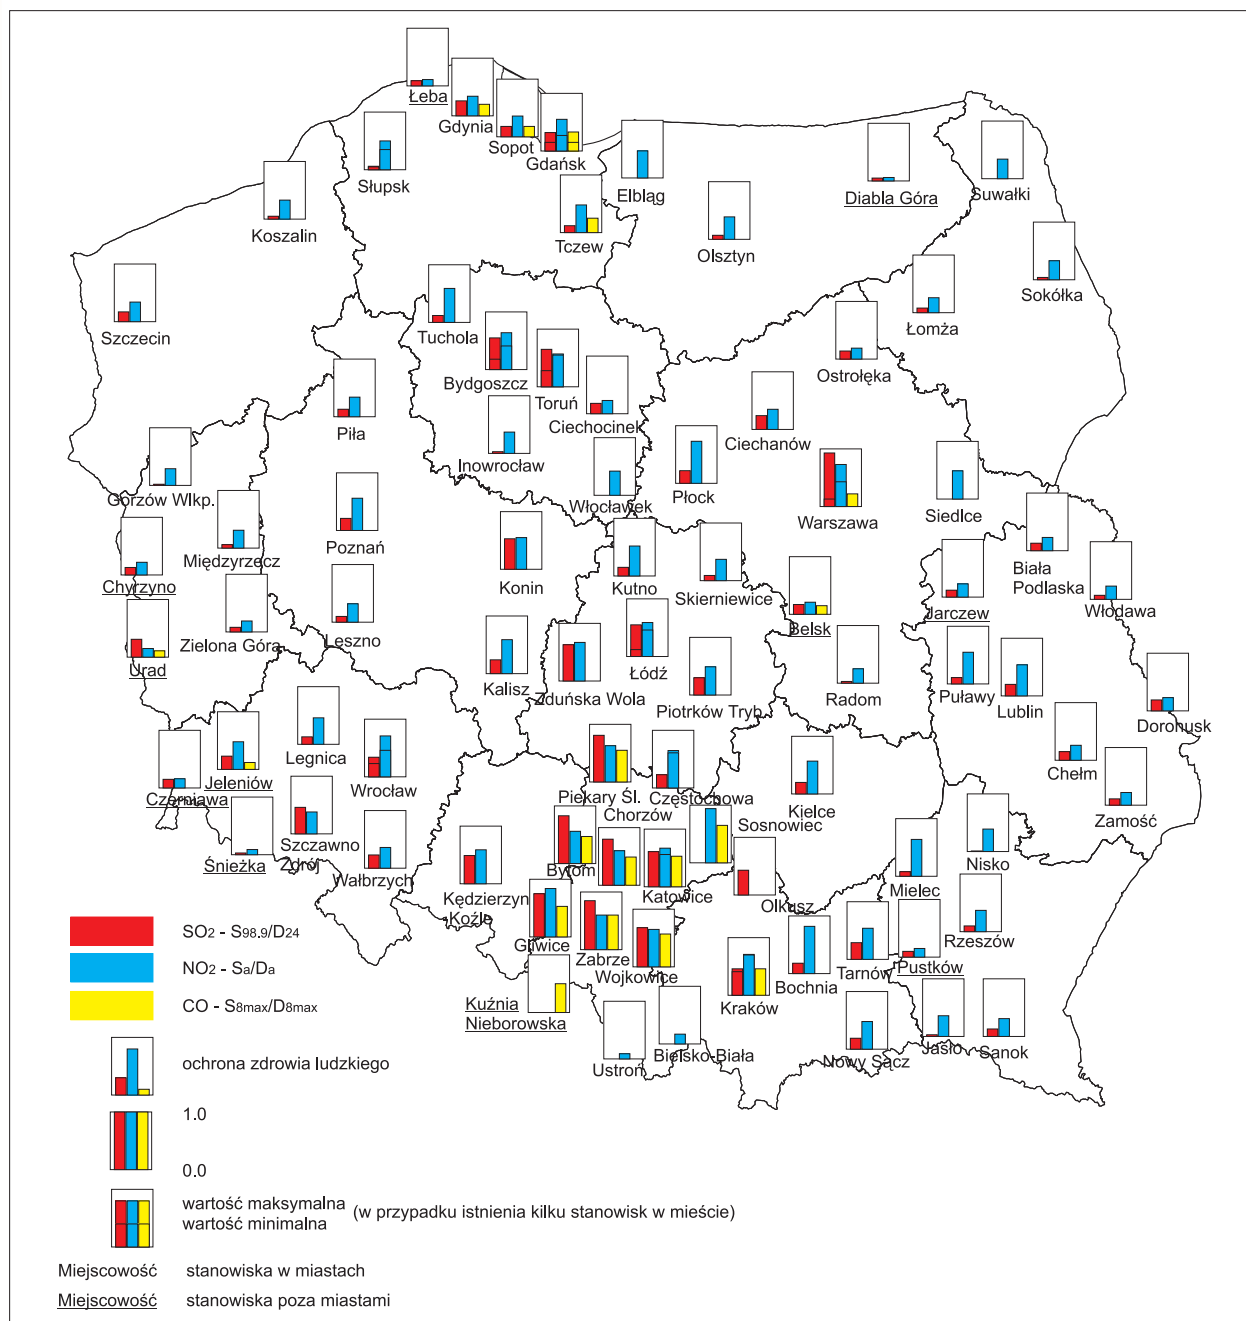 Łeba
Gdynia
Sopot
Gdańsk
Słupsk
Elbląg
Diabla Góra
Suwałki
Koszalin
Tczew
Olsztyn
Sokółka
Szczecin
Tuchola
Łomża
Bydgoszcz
Toruń
Ciechocinek
Ostrołęka
Piła
Ciechanów
Inowrocław
Włocławek
Płock
Gorzów Wlkp.
Warszawa
Siedlce
Poznań
Międzyrzecz
Konin
Kutno
Skierniewice
Biała
Podlaska
Chyrzyno
Jarczew
Włodawa
Zielona Góra
Leszno
Belsk
Urad
Kalisz
Łódź
Zduńska Wola
Piotrków Tryb.
Radom
Puławy
Lublin
Dorohusk
Legnica
Jeleniów
Wrocław
Czerniawa
Piekary Śl.
Częstochowa
Kielce
Chełm
Chorzów
Sosnowiec
Zamość
Szczawno
Zdrój
Śnieżka
Wałbrzych
Bytom
Katowice
Olkusz
Mielec
Nisko
Kędzierzyn
Koźle
Gliwice
Zabrze
Wojkowice
Kraków
Bochnia
Tarnów
Pustków
Rzeszów
Kuźnia
Nieborowska
Ustroń
Bielsko-Biała
Nowy Sącz
Jasło
Sanok
SO2 - S98,9/D24
NO2 - Sa/Da
CO - S8max/D8max
ochrona zdrowia ludzkiego
1.0
0.0
wartość maksymalna
wartość minimalna
(w przypadku istnienia kilku stanowisk w mieście)
Miejscowość stanowiska w miastach
Miejscowość stanowiska poza miastami